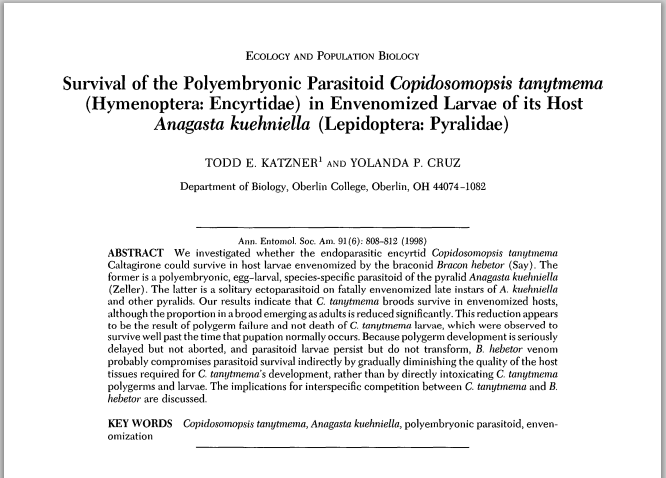 ECOLOGY AND POPULATION BIOLOGY
Survival of the Polyembryonic Parasitoid Copidosomopsis tanytmema
(Hymenoptera: Encyrtidae) in Envenomized Larvae of its Host
Anagasta kuehniella (Lepidoptera: Pyralidae)
TODD E. KATZNER¹ AND YOLANDA P. CRUZ
Department of Biology, Oberlin College, Oberlin, OH 44074–1082
Ann. Entomol. Soc. Am. 91(6): 808–812 (1998)
ABSTRACT We investigated whether the endoparasitic encyrtid Copidosomopsis tanytmema
Caltagirone could survive in host larvae envenomized by the braconid Bracon hebetor (Say). The
former is a polyembryonic, egg–larval, species-specific parasitoid of the pyralid Anagasta kuehniella
(Zeller). The latter is a solitary ectoparasitoid on fatally envenomized late instars of A. kuehniella
and other pyralids. Our results indicate that C. tanytmema broods survive in envenomized hosts,
although the proportion in a brood emerging as adults is reduced significantly. This reduction appears
to be the result of polygerm failure and not death of C. tanytmema larvae, which were observed to
survive well past the time that pupation normally occurs. Because polygerm development is seriously
delayed but not aborted, and parasitoid larvae persist but do not transform, B. hebetor venom
probably compromises parasitoid survival indirectly by gradually diminishing the quality of the host
tissues required for C. tanytmema's development, rather than by directly intoxicating C. tanytmema
polygerms and larvae. The implications for interspecific competition between C. tanytmema and B.
hebetor are discussed.
KEY WORDS Copidosomopsis tanytmema, Anagasta kuehniella, polyembryonic parasitoid, enven-
omization